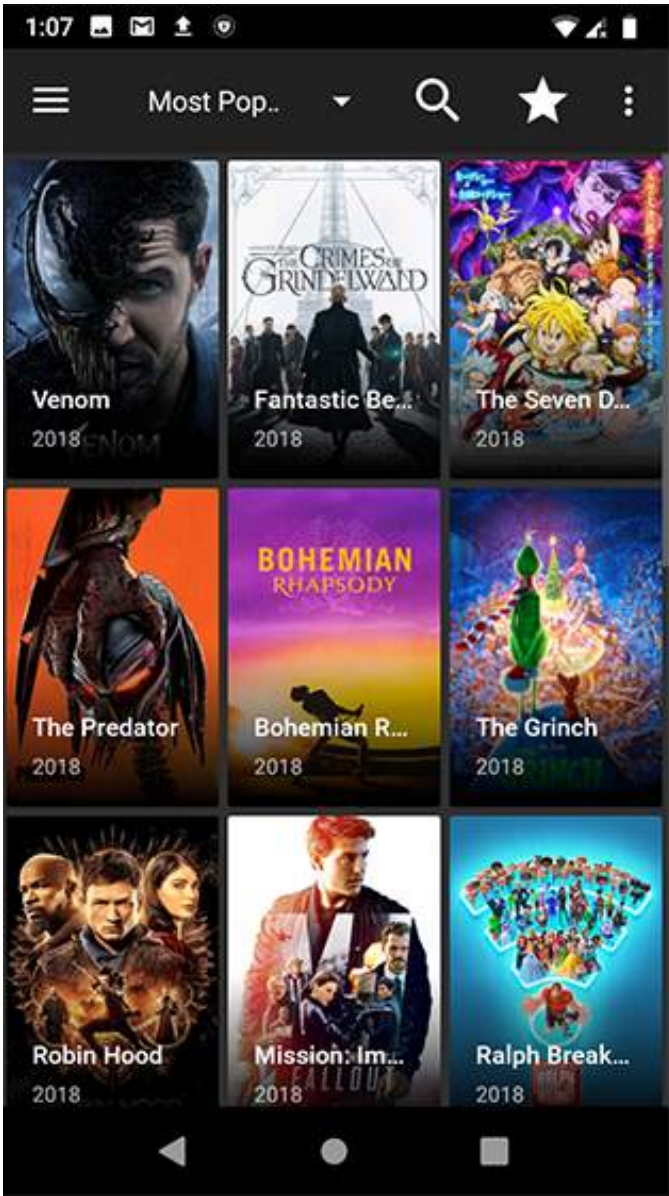 1:07
Most Pop..
THE CRIMES OF
GRINDELWALD
Venom
2018
VENOM
Fantastic Be...
2018
The Seven D...
2018
BOHEMIAN
RHAPSODY
The Predator
2018
Bohemian R...
2018
The Grinch
2018
GRINCH
Robin Hood
2018
Mission: Im...
2018
FALLOUT
Ralph Break...
2018